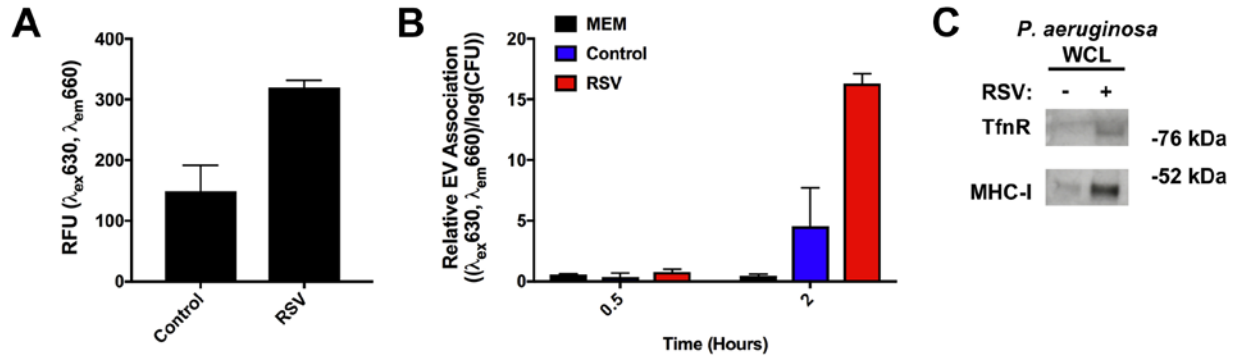 A
RFU (λex630, λem660)
400
300
200
100
0
Control
RSV
B
Relative EV Association
((λex630, λem660)/log(CFU))
20
15
10
5
0
MEM
Control
RSV
0.5
2
Time (Hours)
C
P. aeruginosa
WCL
RSV: - +
TfnR
-76 kDa
-52 kDa
MHC-I